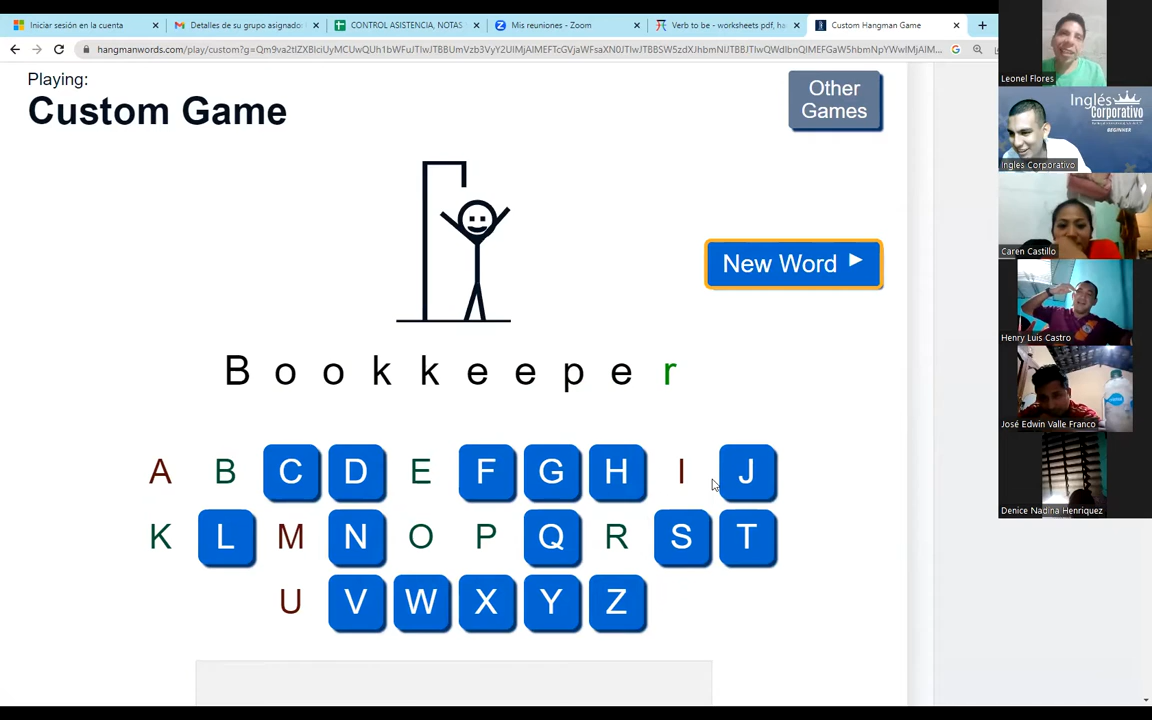 Iniciar sesión en la cuenta
Detalles de su grupo asignado:
CONTROL ASISTENCIA, NOTAS
Mis reuniones - Zoom
Verb to be - worksheets pdf, ha
Custom Hangman Game
Playing:
Custom Game
Other
Games
New Word
B o o k k e e p e r
A B C D E F G H I J
K L M N O P Q R S T
U V W X Y Z
Leonel Flores
Inglés
Corporativo
BEGINNER
Ingles Corporativo
Caren Castillo
Henry Luis Castro
José Edwin Valle Franco
Denice Nadina Henriquez